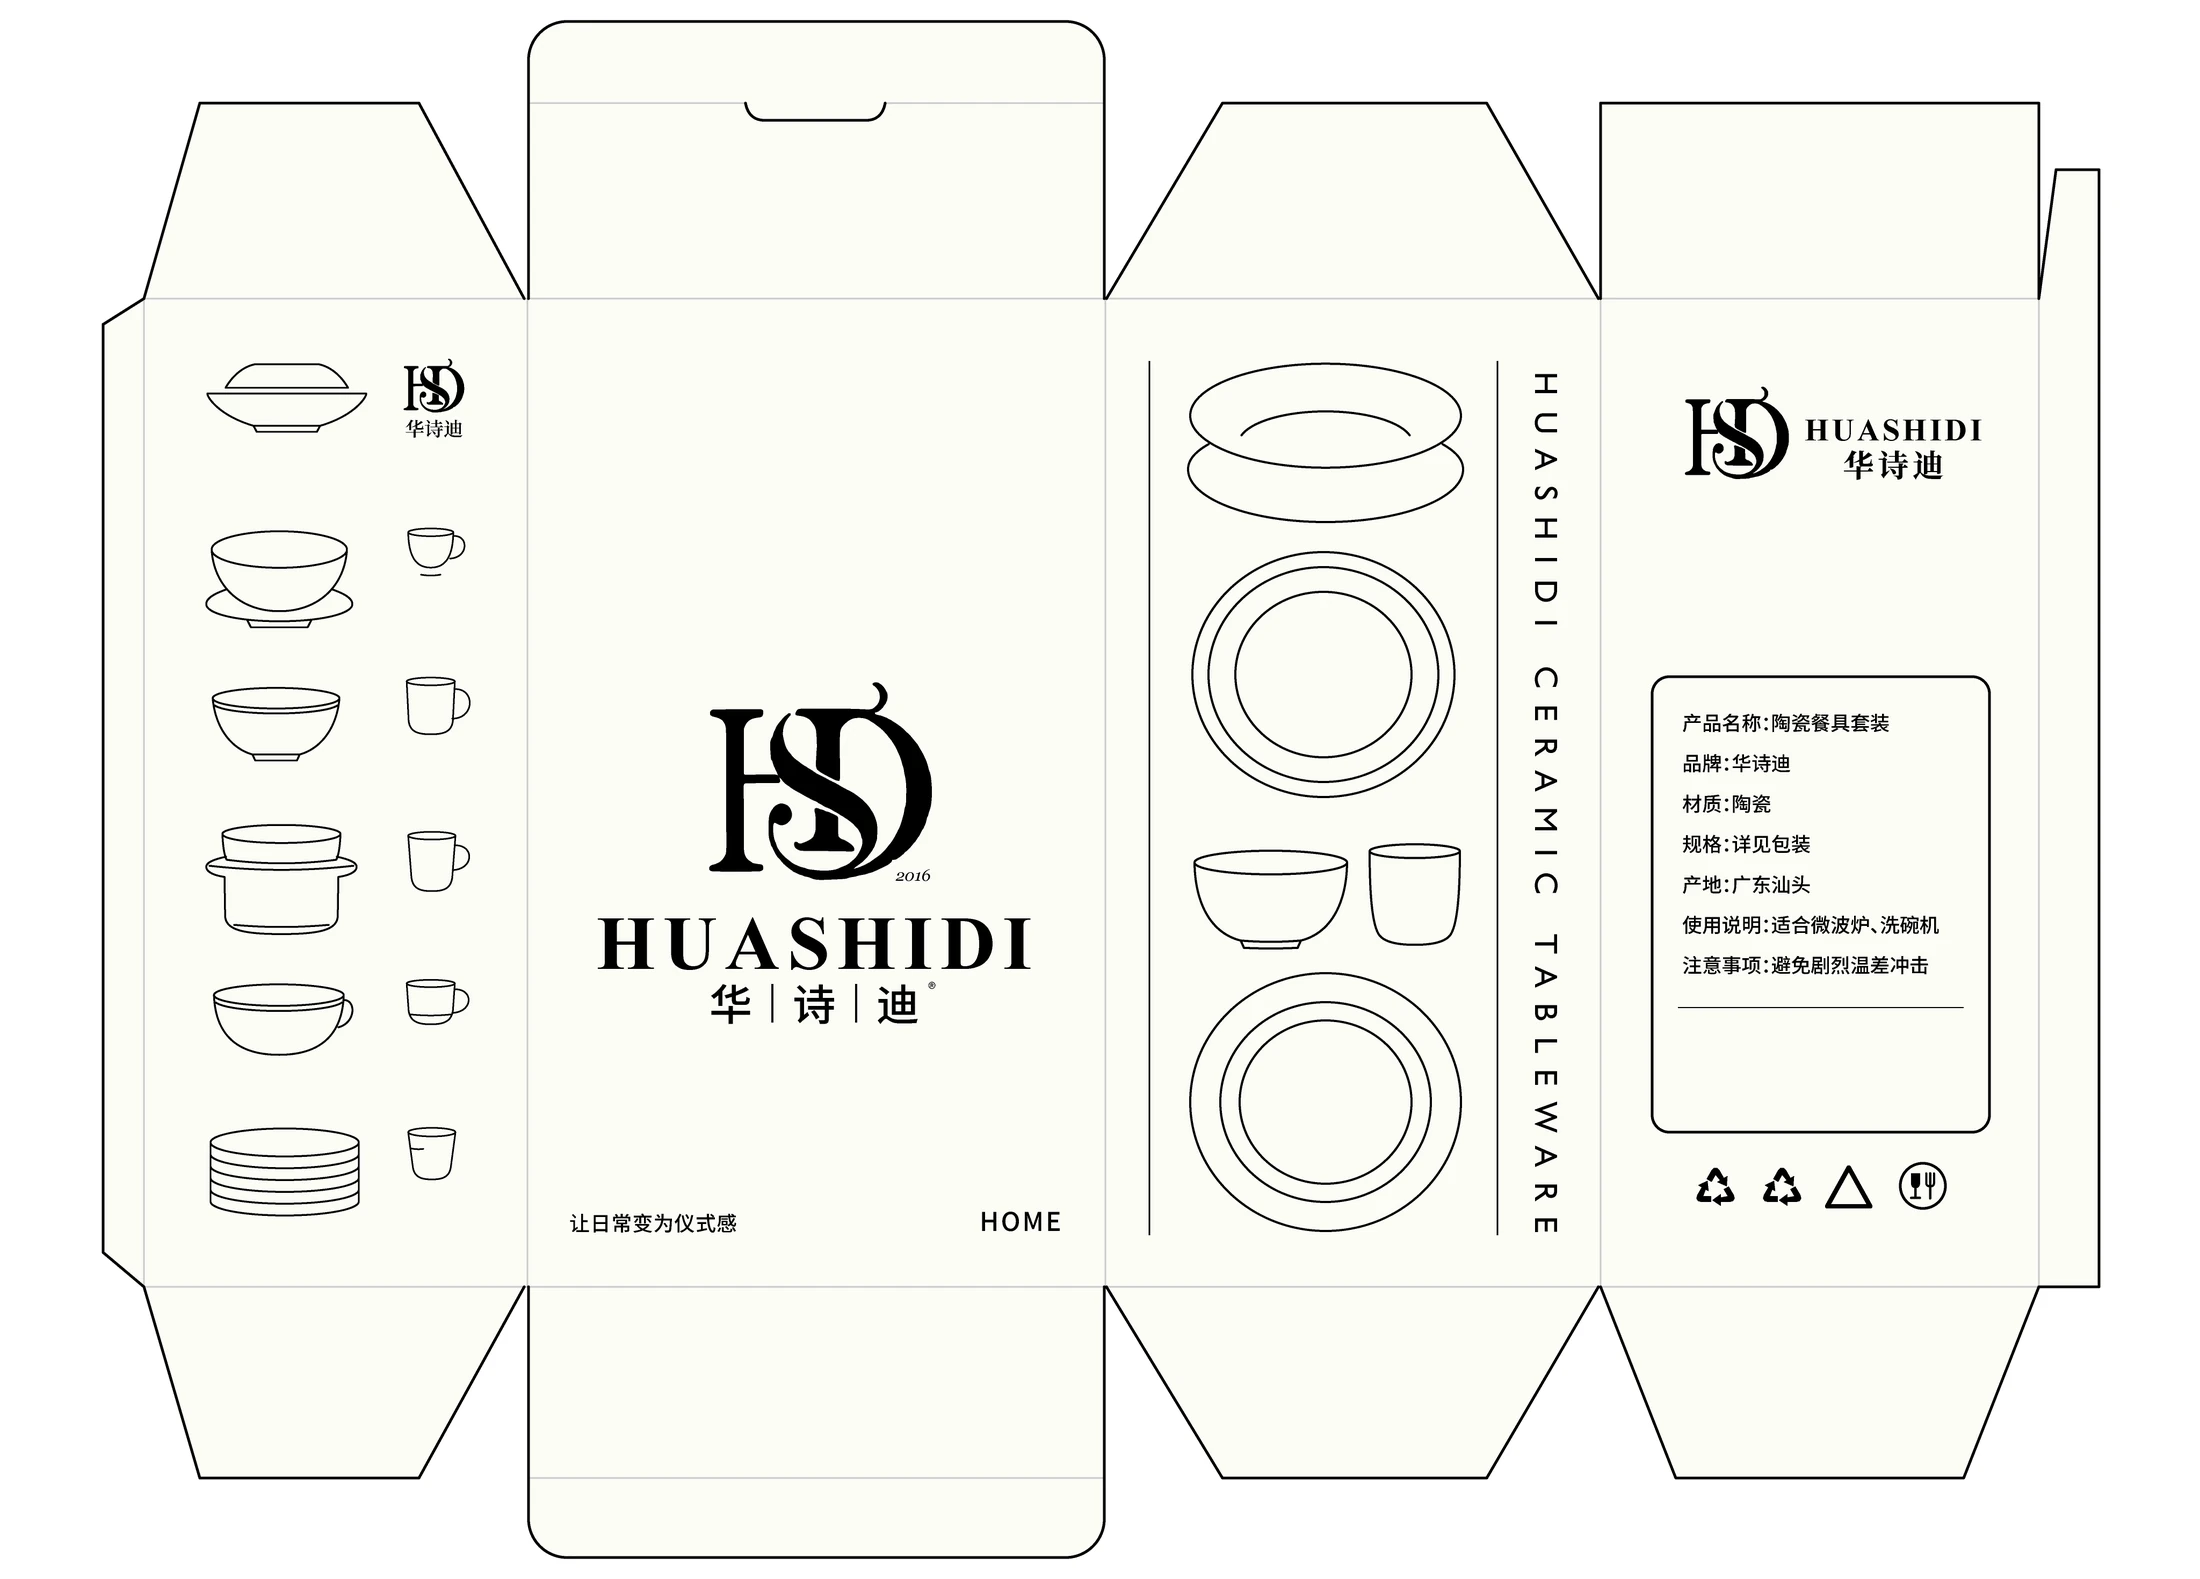 HSD
华诗迪
HSD
2016
HUASHIDI
华|诗|迪®
让日常变为仪式感
HOME
HUASHIDI CERAMIC TABLEWARE
HSD
HUASHIDI
华诗迪
产品名称：陶瓷餐具套装
品牌：华诗迪
材质：陶瓷
规格：详见包装
产地：广东汕头
使用说明：适合微波炉、洗碗机
注意事项：避免剧烈温差冲击